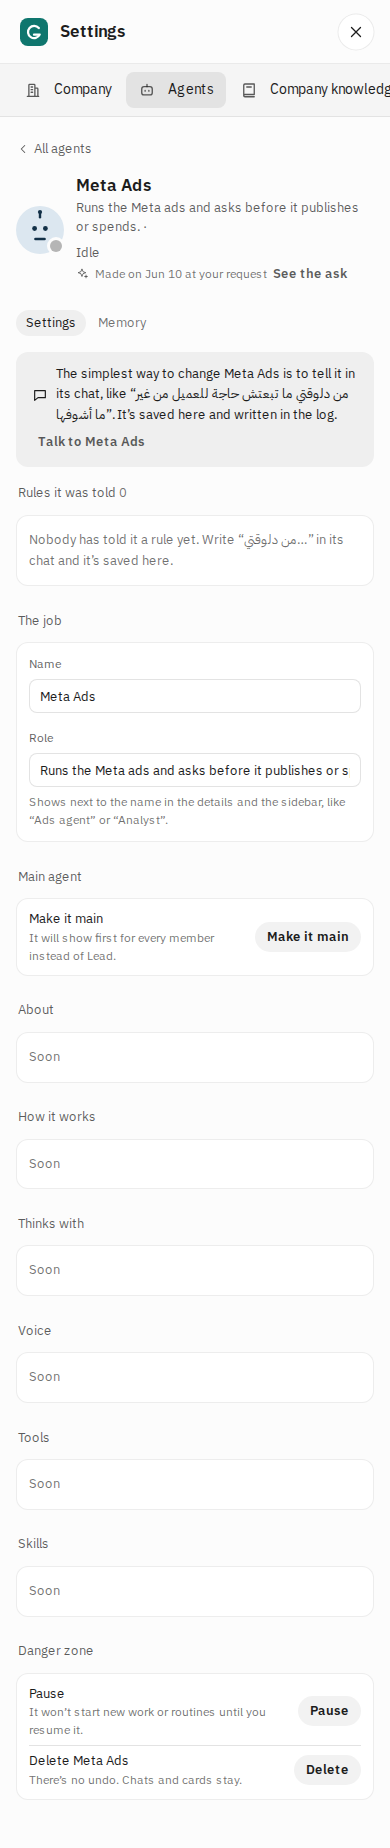 Settings
Company
Agents
Company knowledg
All agents
Meta Ads
Runs the Meta ads and asks before it publishes
or spends. ·
Idle
Made on Jun 10 at your request See the ask
Settings
Memory
The simplest way to change Meta Ads is to tell it in
its chat, like “من دلوقتي ما تبعتش حاجة للعميل من غير
ما أشوفها”. It’s saved here and written in the log.
Talk to Meta Ads
Rules it was told 0
Nobody has told it a rule yet. Write “من دلوقتي…” in its
chat and it’s saved here.
The job
Name
Meta Ads
Role
Runs the Meta ads and asks before it publishes or s
Shows next to the name in the details and the sidebar, like
“Ads agent” or “Analyst”.
Main agent
Make it main
It will show first for every member
instead of Lead.
Make it main
About
Soon
How it works
Soon
Thinks with
Soon
Voice
Soon
Tools
Soon
Skills
Soon
Danger zone
Pause
It won’t start new work or routines until you
resume it.
Pause
Delete Meta Ads
There’s no undo. Chats and cards stay.
Delete